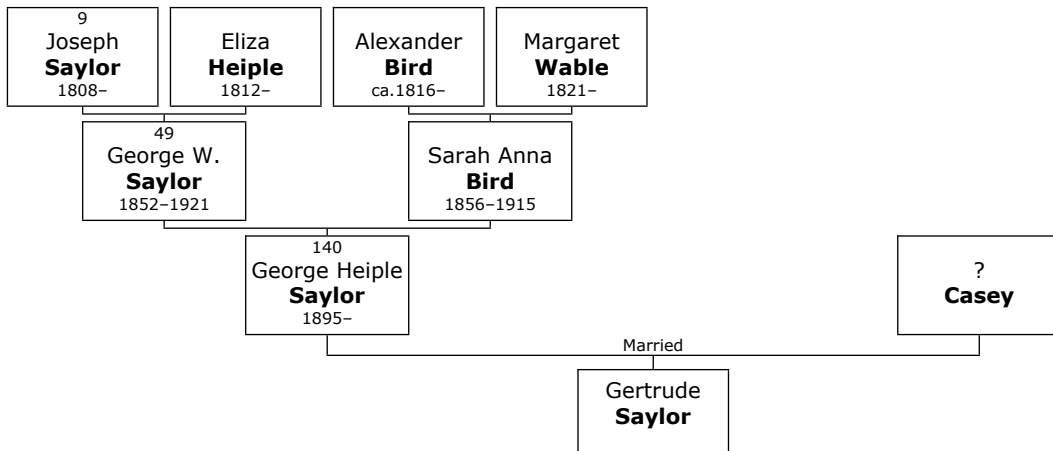 9
Joseph
Saylor
1808–
Eliza
Heiple
1812–
Alexander
Bird
ca.1816–
Margaret
Wable
1821–
49
George W.
Saylor
1852–1921
Sarah Anna
Bird
1856–1915
140
George Heiple
Saylor
1895–
?
Casey
Married
Gertrude
Saylor